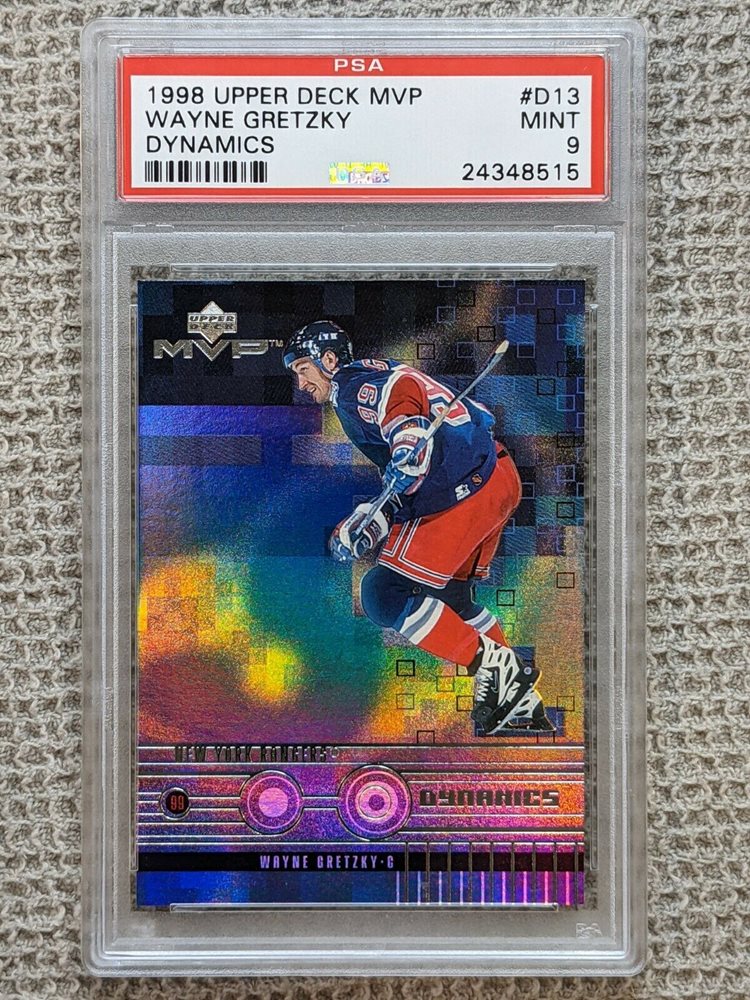 PSA
1998 UPPER DECK MVP #D13
WAYNE GRETZKY MINT
DYNAMICS 9
24348515
UPPER
DECK
MVP™
99
NEW YORK RANGERS
99 DYNAMICS
WAYNE GRETZKY·C